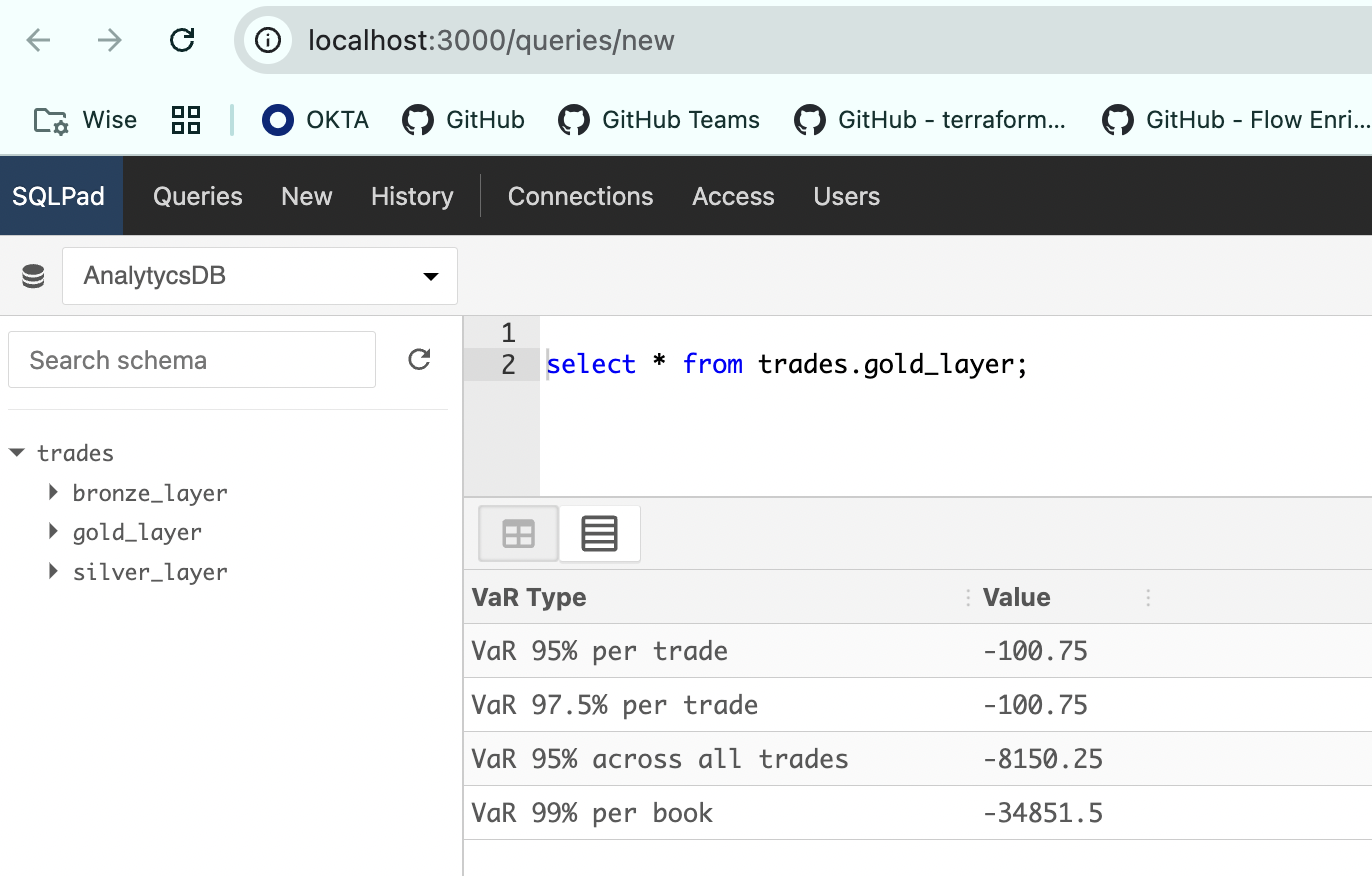 localhost:3000/queries/new
Wise OKTA GitHub GitHub Teams GitHub - terraform... GitHub - Flow Enri...
SQLPad Queries New History Connections Access Users
AnalytycsDB
Search schema
trades
bronze_layer
gold_layer
silver_layer
1
2 select * from trades.gold_layer;
VaR Type Value
VaR 95% per trade -100.75
VaR 97.5% per trade -100.75
VaR 95% across all trades -8150.25
VaR 99% per book -34851.5